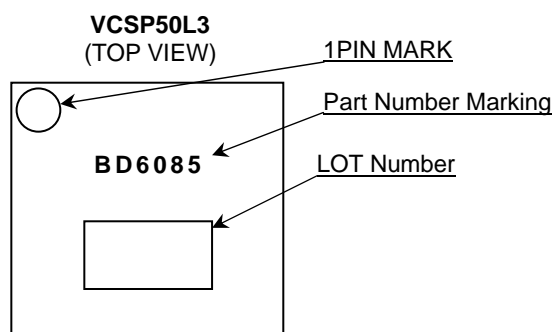 VCSP50L3
(TOP VIEW)
1PIN MARK
Part Number Marking
BD6085
LOT Number